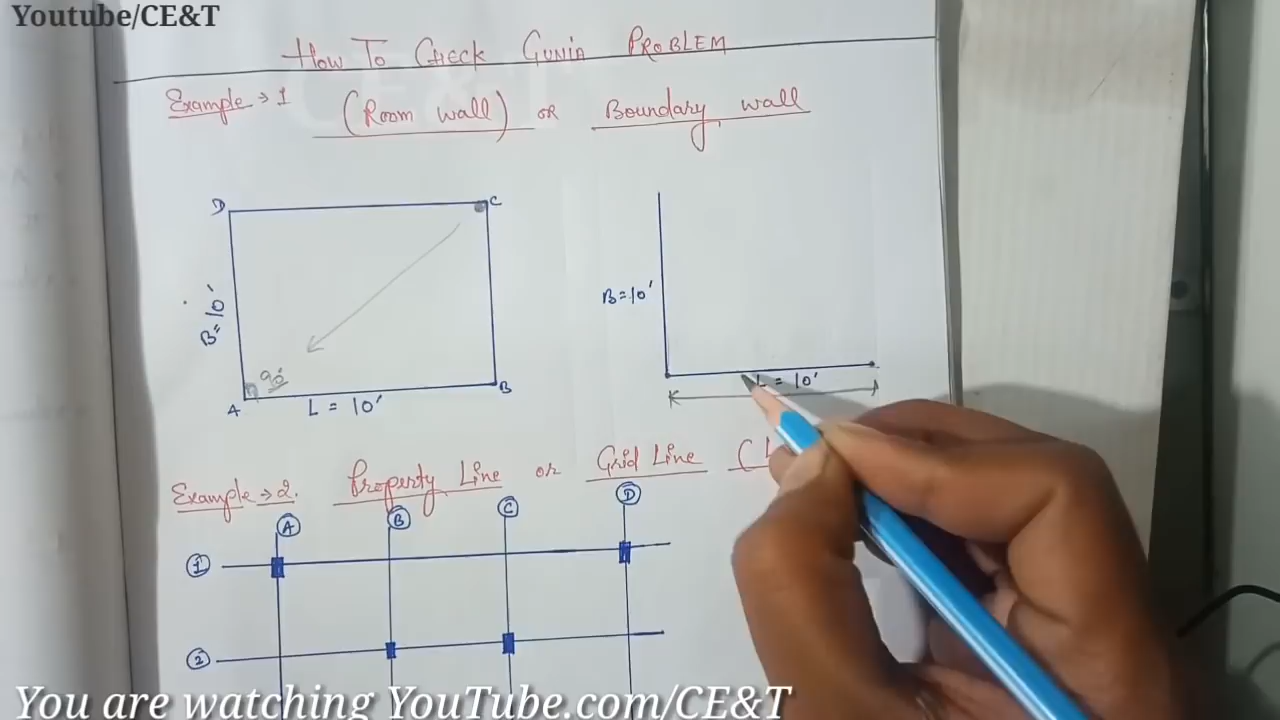 Youtube/CE&T
How To Check Gunia Problem
Example → 1 (Room wall) or Boundary wall
D C
B = 10'
90°
A B
L = 10'
B = 10'
L = 10'
Example → 2. Property Line or Grid Line
A B C D
1
2
You are watching YouTube.com/CE&T